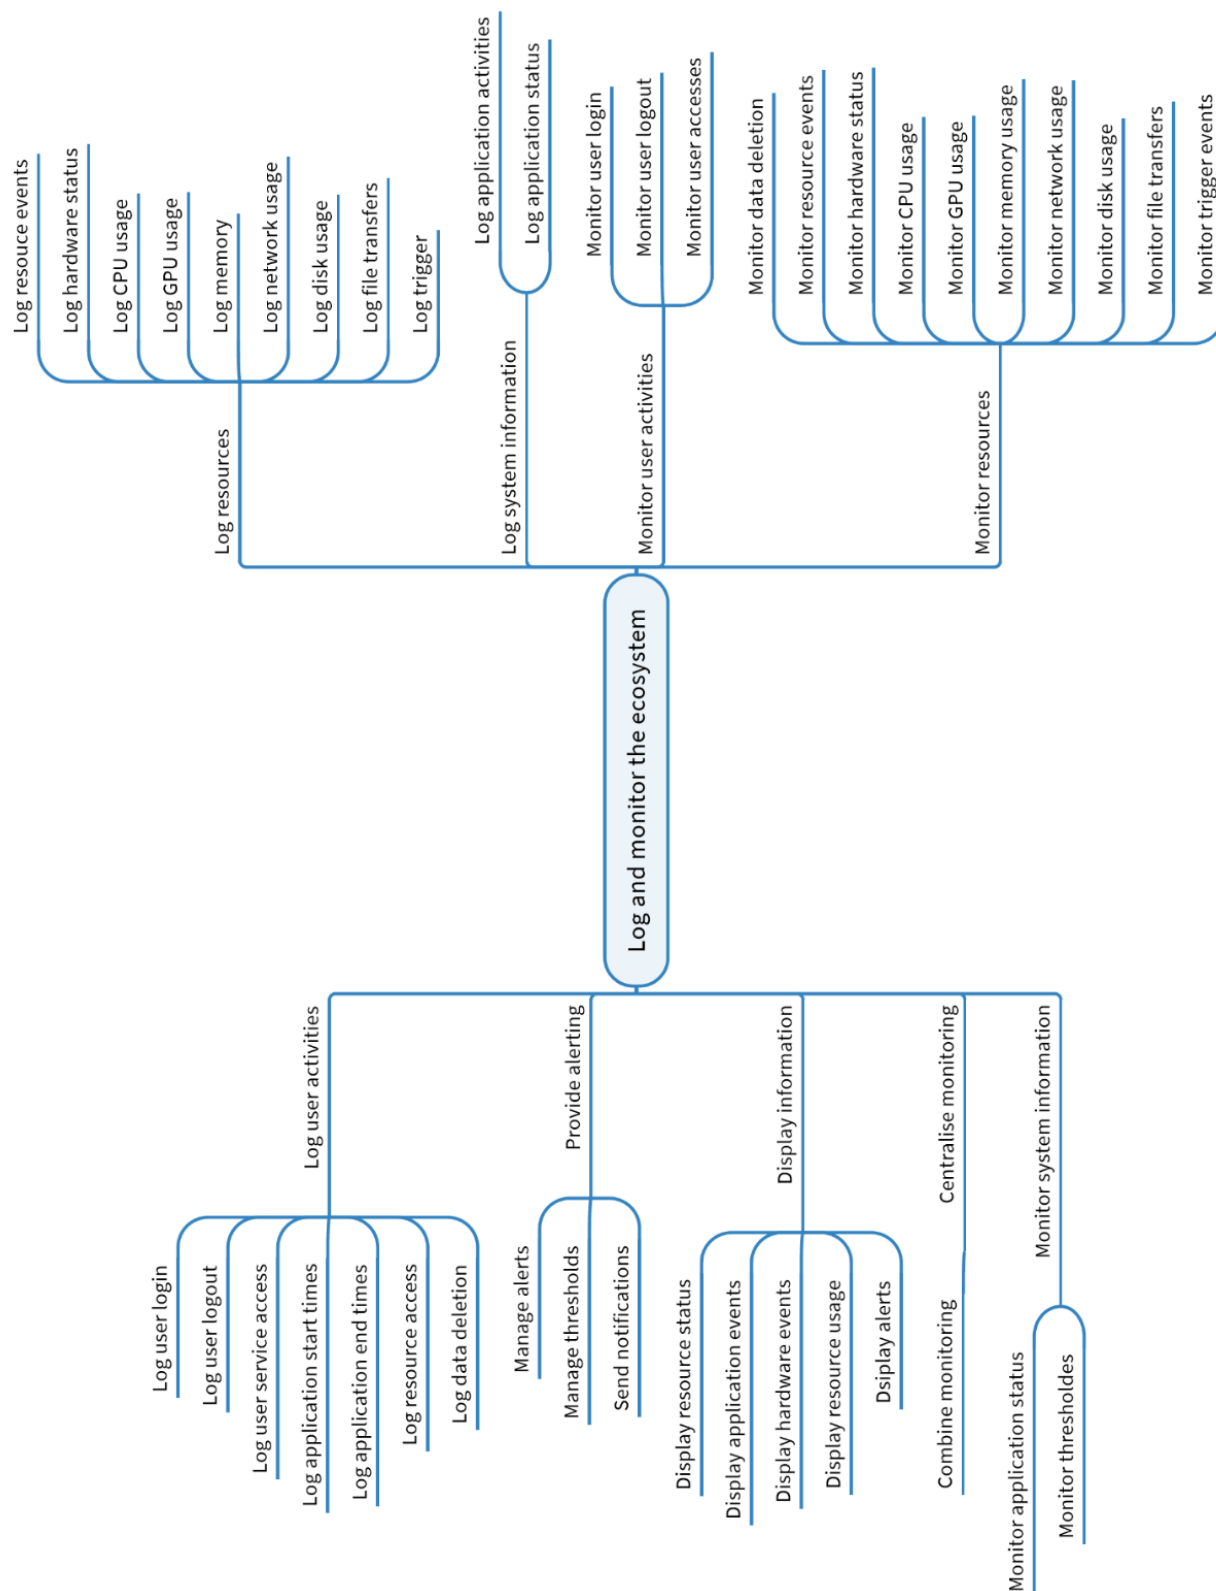 Log and monitor the ecosystem
Log user activities
Log user login
Log user logout
Log user service access
Log application start times
Log application end times
Log resource access
Log data deletion
Provide alerting
Manage alerts
Manage thresholds
Send notifications
Display information
Display resource status
Display application events
Display hardware events
Display resource usage
Dsiplay alerts
Centralise monitoring
Combine monitoring
Monitor system information
Monitor application status
Monitor thresholdes
Log resources
Log resouce events
Log hardware status
Log CPU usage
Log GPU usage
Log memory
Log network usage
Log disk usage
Log file transfers
Log trigger
Log system information
Log application activities
Log application status
Monitor user activities
Monitor user login
Monitor user logout
Monitor user accesses
Monitor resources
Monitor data deletion
Monitor resource events
Monitor hardware status
Monitor CPU usage
Monitor GPU usage
Monitor memory usage
Monitor network usage
Monitor disk usage
Monitor file transfers
Monitor trigger events